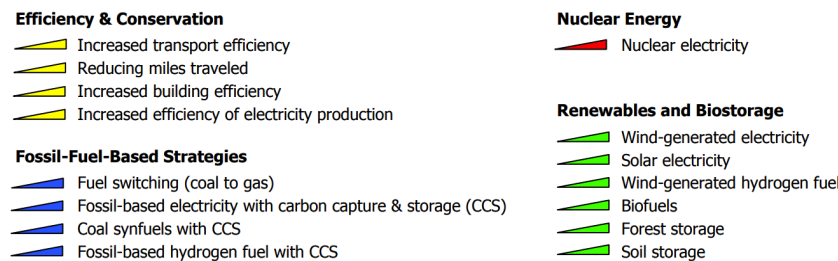 Efficiency & Conservation
Increased transport efficiency
Reducing miles traveled
Increased building efficiency
Increased efficiency of electricity production
Fossil-Fuel-Based Strategies
Fuel switching (coal to gas)
Fossil-based electricity with carbon capture & storage (CCS)
Coal synfuels with CCS
Fossil-based hydrogen fuel with CCS
Nuclear Energy
Nuclear electricity
Renewables and Biostorage
Wind-generated electricity
Solar electricity
Wind-generated hydrogen fuel
Biofuels
Forest storage
Soil storage